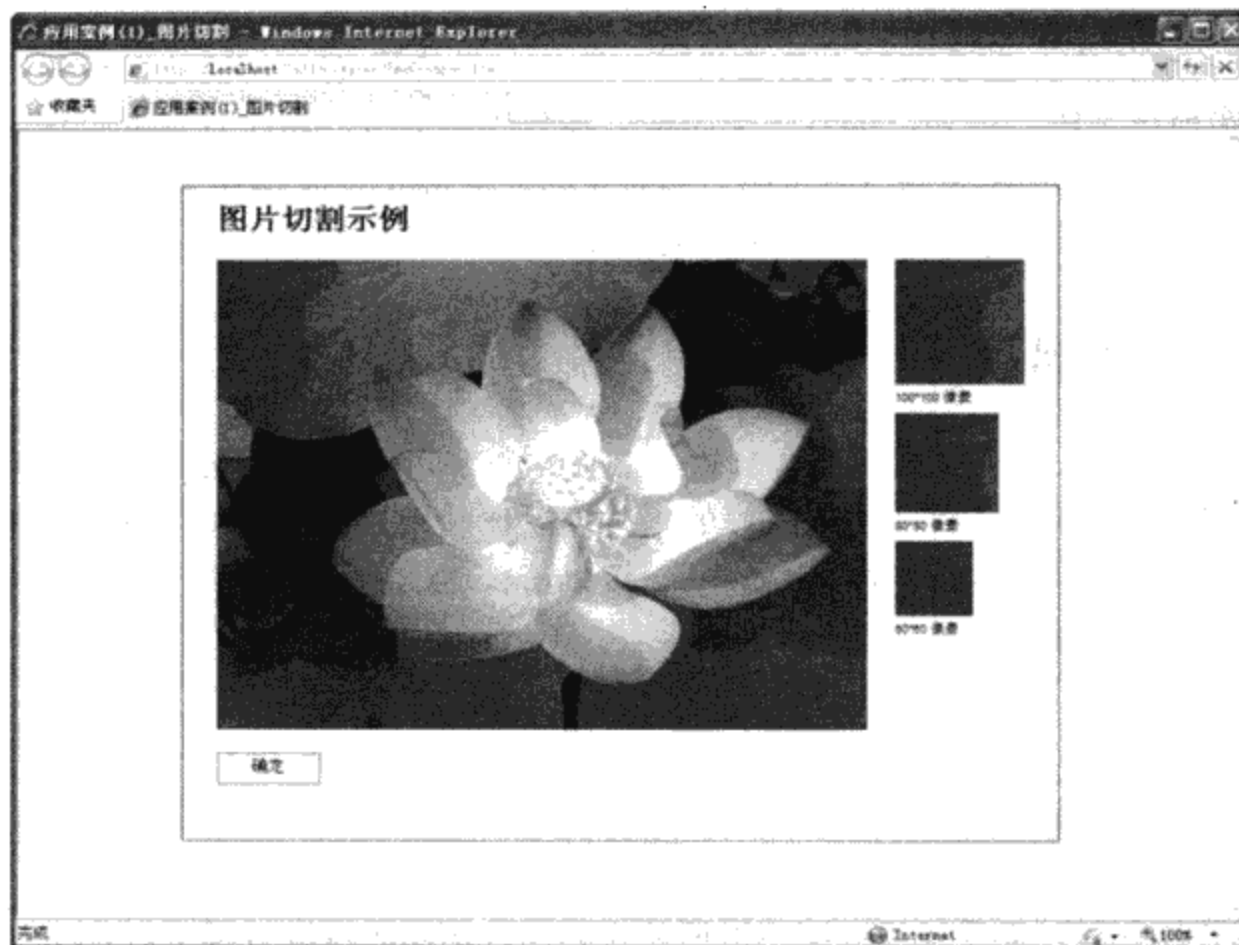 应用案例(1)_图片切割 - Windows Internet Explorer
localhost
收藏夹
应用案例(1)_图片切割
图片切割示例
100*100 像素
80*80 像素
60*60 像素
确定
完成
Internet
100%